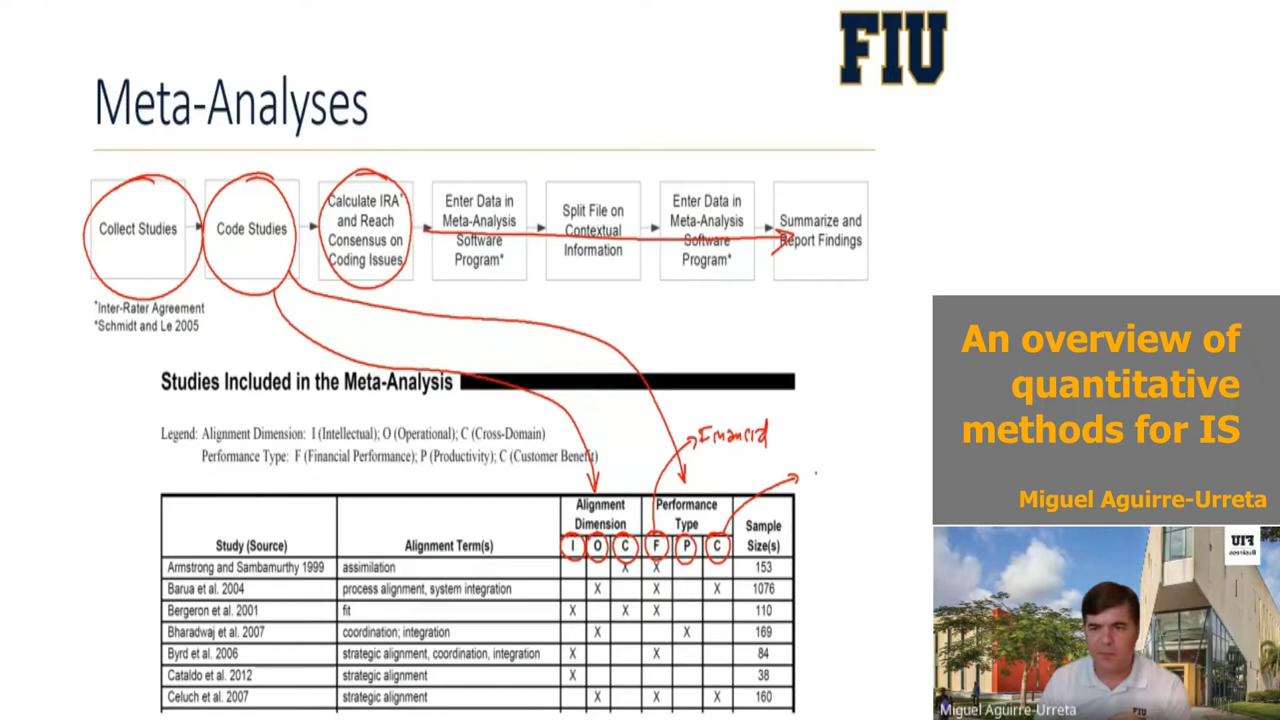 FIU
Meta-Analyses
Collect Studies
Code Studies
Calculate IRA+
and Reach
Consensus on
Coding Issues
Enter Data in
Meta-Analysis
Software
Program*
Split File on
Contextual
Information
Enter Data in
Meta-Analysis
Software
Program*
Summarize and
Report Findings
+Inter-Rater Agreement
*Schmidt and Le 2005
Studies Included in the Meta-Analysis
Legend: Alignment Dimension: I (Intellectual); O (Operational); C (Cross-Domain)
Performance Type: F (Financial Performance); P (Productivity); C (Customer Benefit)
Financial
Study (Source) Alignment Term(s) Alignment Dimension Performance Type Sample Size(s)
I O C F P C
Armstrong and Sambamurthy 1999 assimilation X X 153
Barua et al. 2004 process alignment, system integration X X X 1076
Bergeron et al. 2001 fit X X X 110
Bharadwaj et al. 2007 coordination; integration X X 169
Byrd et al. 2006 strategic alignment, coordination, integration X X 84
Cataldo et al. 2012 strategic alignment X 38
Celuch et al. 2007 strategic alignment X X X 160
An overview of
quantitative
methods for IS
Miguel Aguirre-Urreta
FIU
Business
FIU
Miguel Aguirre-Urreta